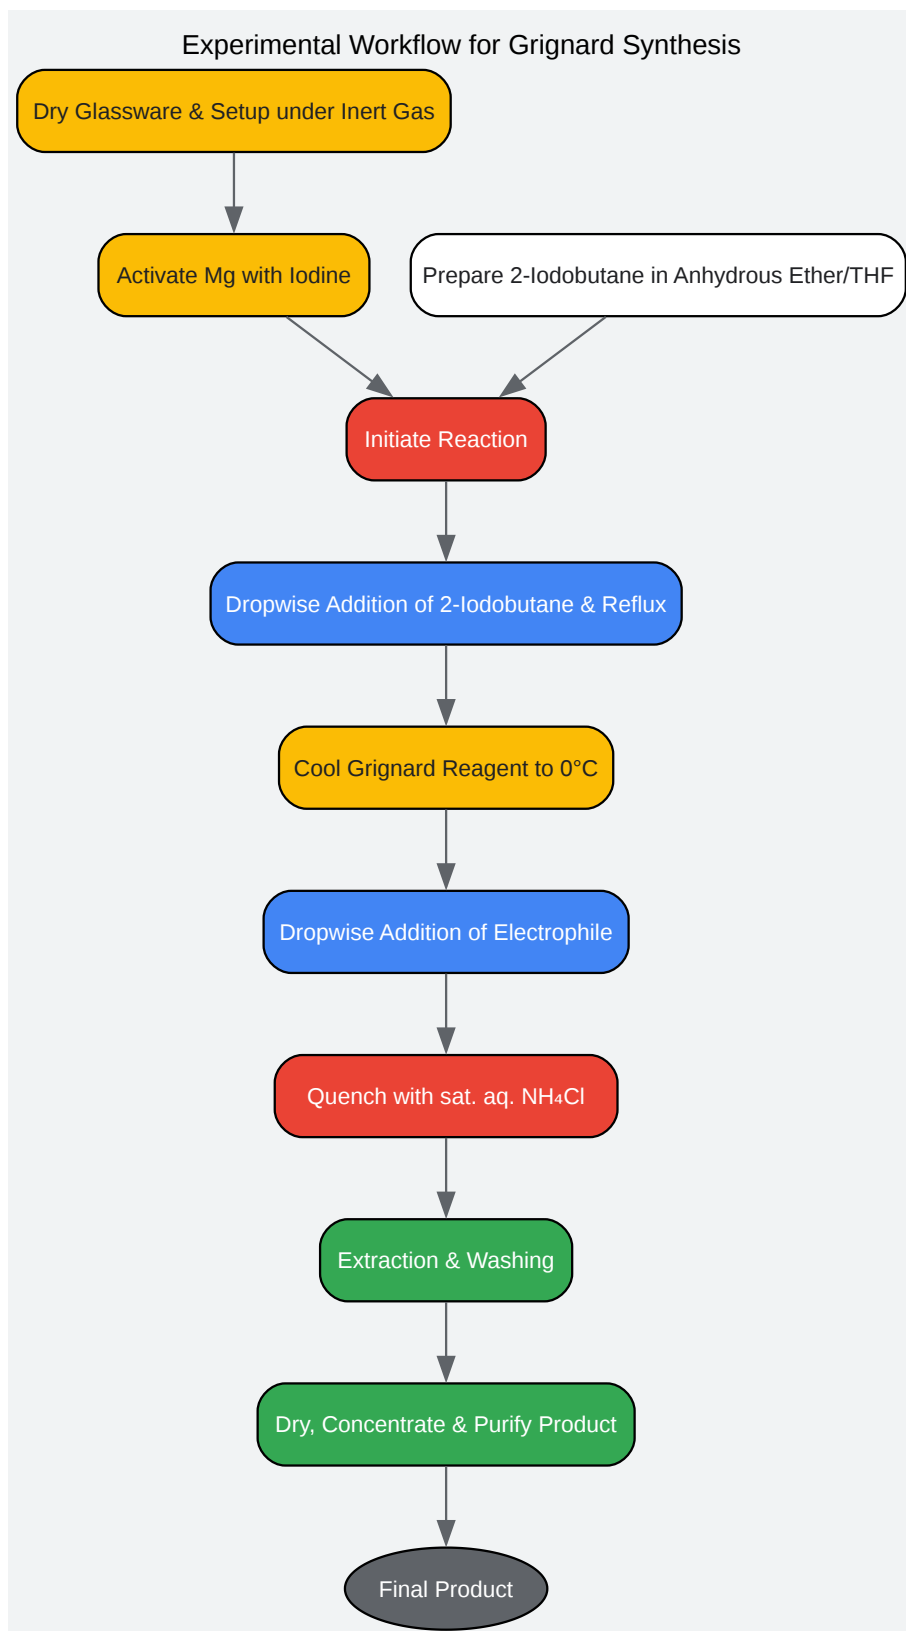 Experimental Workflow for Grignard Synthesis
Dry Glassware & Setup under Inert Gas
Activate Mg with Iodine
Prepare 2-Iodobutane in Anhydrous Ether/THF
Initiate Reaction
Dropwise Addition of 2-Iodobutane & Reflux
Cool Grignard Reagent to 0°C
Dropwise Addition of Electrophile
Quench with sat. aq. NH₄Cl
Extraction & Washing
Dry, Concentrate & Purify Product
Final Product